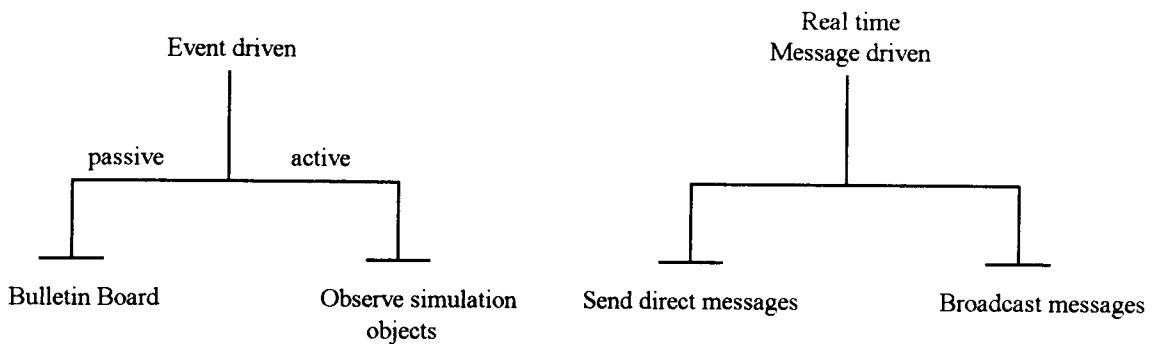 Event driven
passive
active
Bulletin Board
Observe simulation
objects
Real time
Message driven
Send direct messages
Broadcast messages